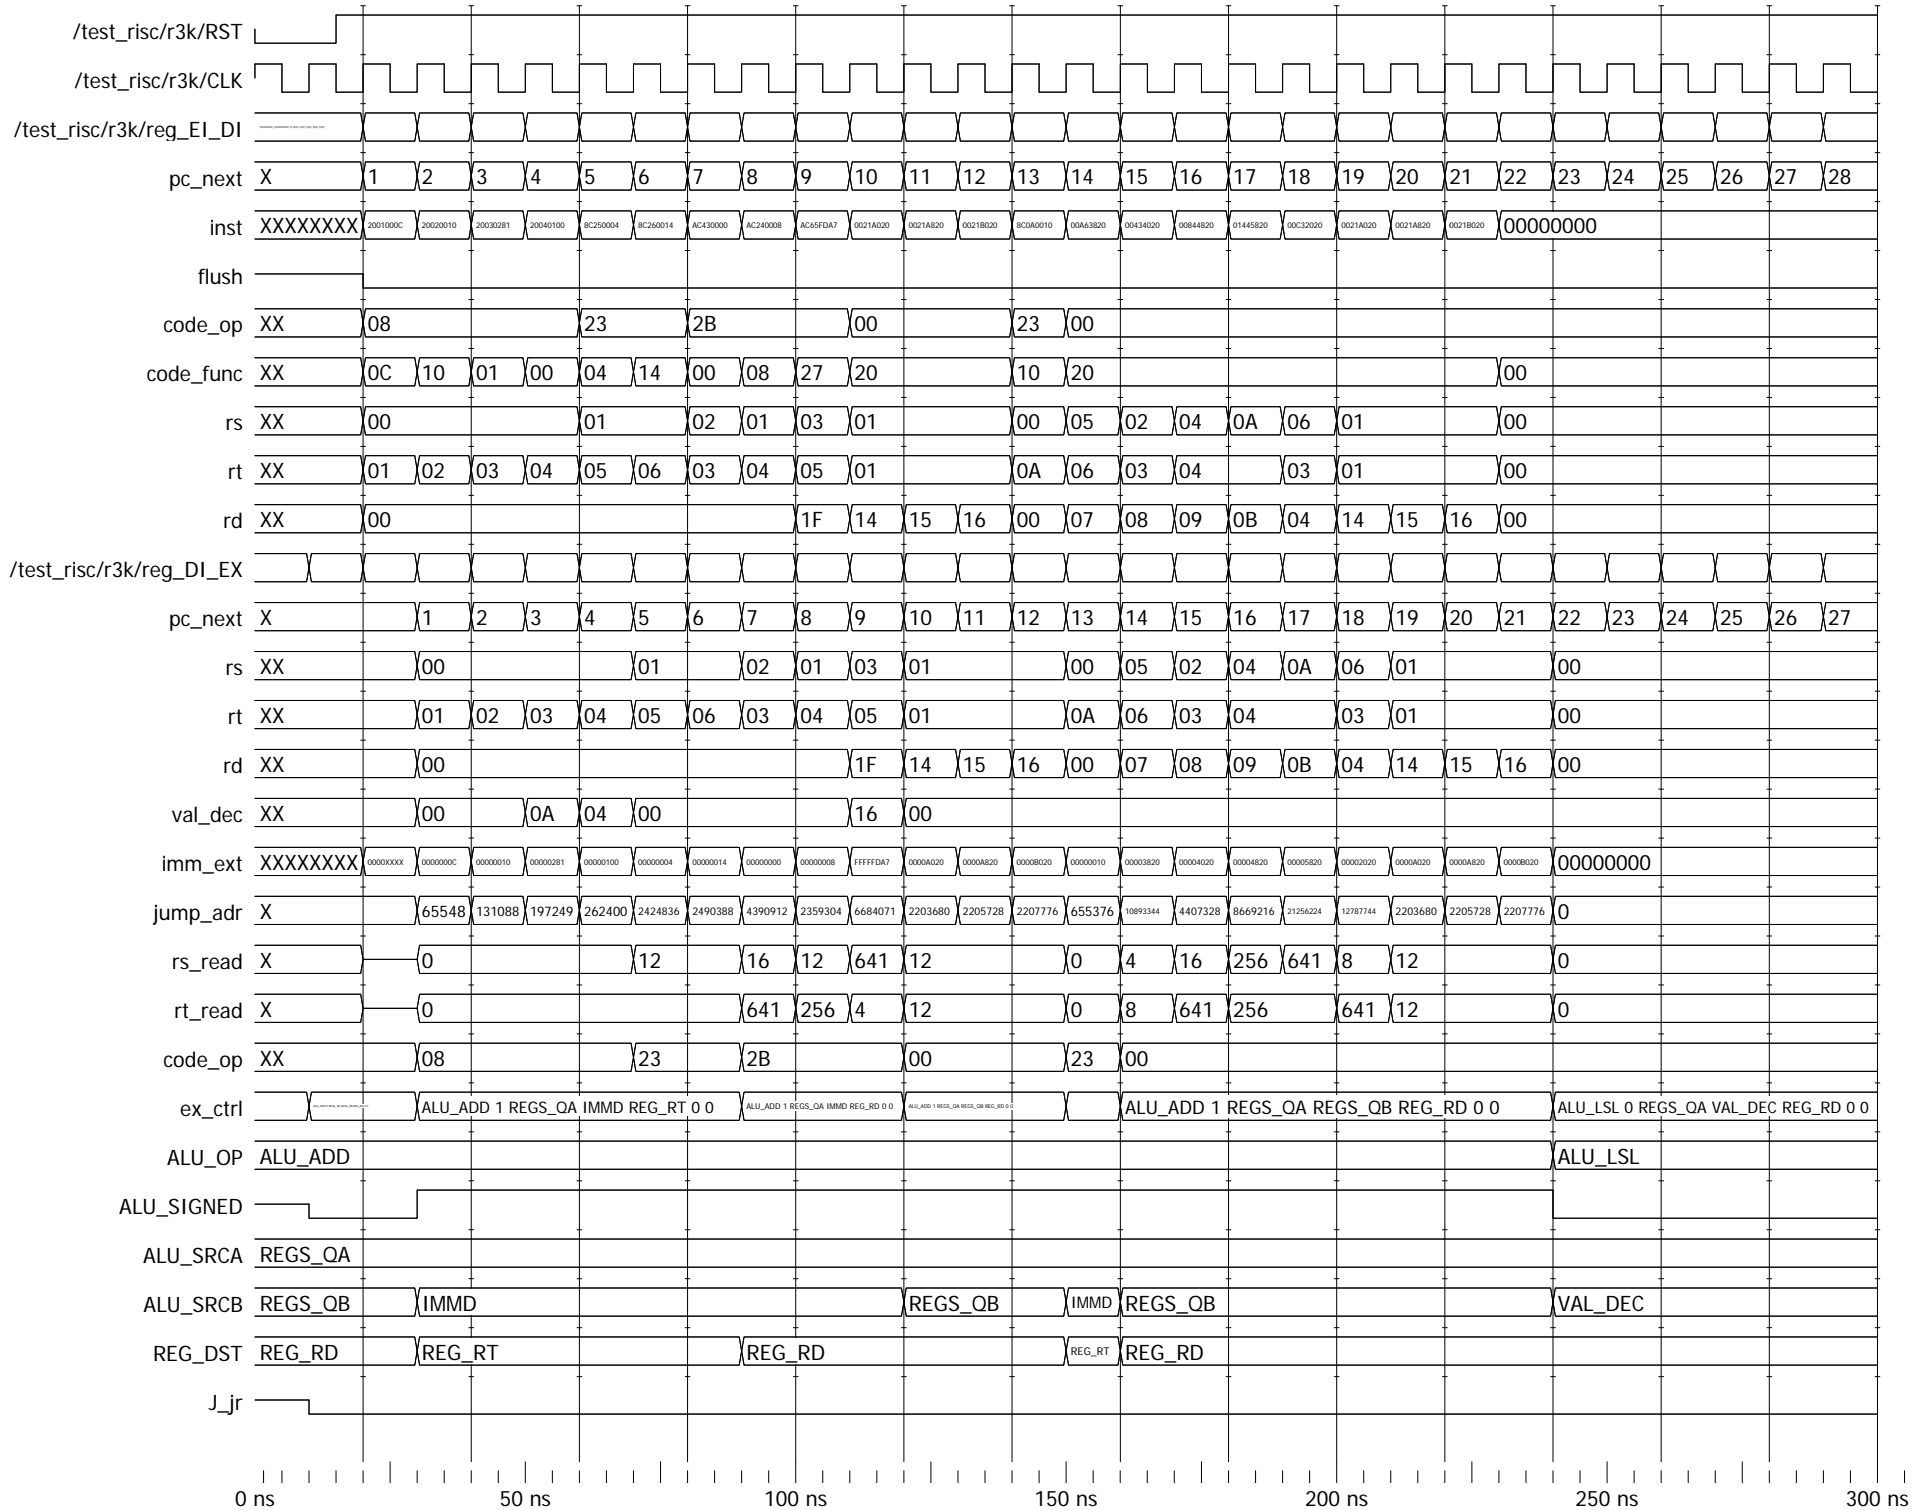 /test_risc/r3k/RST
/test_risc/r3k/CLK
/test_risc/r3k/reg_EI_DI
pc_next X 1 2 3 4 5 6 7 8 9 10 11 12 13 14 15 16 17 18 19 20 21 22 23 24 25 26 27 28
inst XXXXXXXX 2001000C 20020010 20030281 20040100 8C250004 8C260014 AC430000 AC240008 AC65FDA7 0021A020 0021A820 0021B020 8C0A0010 00A63820 00434020 00844820 01445820 00C32020 0021A020 0021A820 0021B020 00000000
flush
code_op XX 08 23 2B 00 23 00
code_func XX 0C 10 01 00 04 14 00 08 27 20 10 20 00
rs XX 00 01 02 01 03 01 00 05 02 04 0A 06 01 00
rt XX 01 02 03 04 05 06 03 04 05 01 0A 06 03 04 03 01 00
rd XX 00 1F 14 15 16 00 07 08 09 0B 04 14 15 16 00
/test_risc/r3k/reg_DI_EX
pc_next X 1 2 3 4 5 6 7 8 9 10 11 12 13 14 15 16 17 18 19 20 21 22 23 24 25 26 27
rs XX 00 01 02 01 03 01 00 05 02 04 0A 06 01 00
rt XX 01 02 03 04 05 06 03 04 05 01 0A 06 03 04 03 01 00
rd XX 00 1F 14 15 16 00 07 08 09 0B 04 14 15 16 00
val_dec XX 00 0A 04 00 16 00
imm_ext XXXXXXXX 0000XXXX 0000000C 00000010 00000281 00000100 00000004 00000014 00000000 00000008 FFFFFDA7 0000A020 0000A820 0000B020 00000010 00003820 00004020 00004820 00005820 00002020 0000A020 0000A820 0000B020 00000000
jump_adr X 65548 131088 197249 262400 2424836 2490388 4390912 2359304 6684071 2203680 2205728 2207776 655376 10893344 4407328 8669216 21256224 12787744 2203680 2205728 2207776 0
rs_read X 0 12 16 12 641 12 0 4 16 256 641 8 12 0
rt_read X 0 641 256 4 12 0 8 641 256 641 12 0
code_op XX 08 23 2B 00 23 00
ex_ctrl ALU_ADD 1 REGS_QA IMMD REG_RT 0 0 ALU_ADD 1 REGS_QA IMMD REG_RD 0 0 ALU_ADD 1 REGS_QA REGS_QB REG_RD 0 0 ALU_ADD 1 REGS_QA REGS_QB REG_RD 0 0 ALU_LSL 0 REGS_QA VAL_DEC REG_RD 0 0
ALU_OP ALU_ADD ALU_LSL
ALU_SIGNED
ALU_SRCA REGS_QA
ALU_SRCB REGS_QB IMMD REGS_QB IMMD REGS_QB VAL_DEC
REG_DST REG_RD REG_RT REG_RD REG_RT REG_RD
J_jr
0 ns 50 ns 100 ns 150 ns 200 ns 250 ns 300 ns